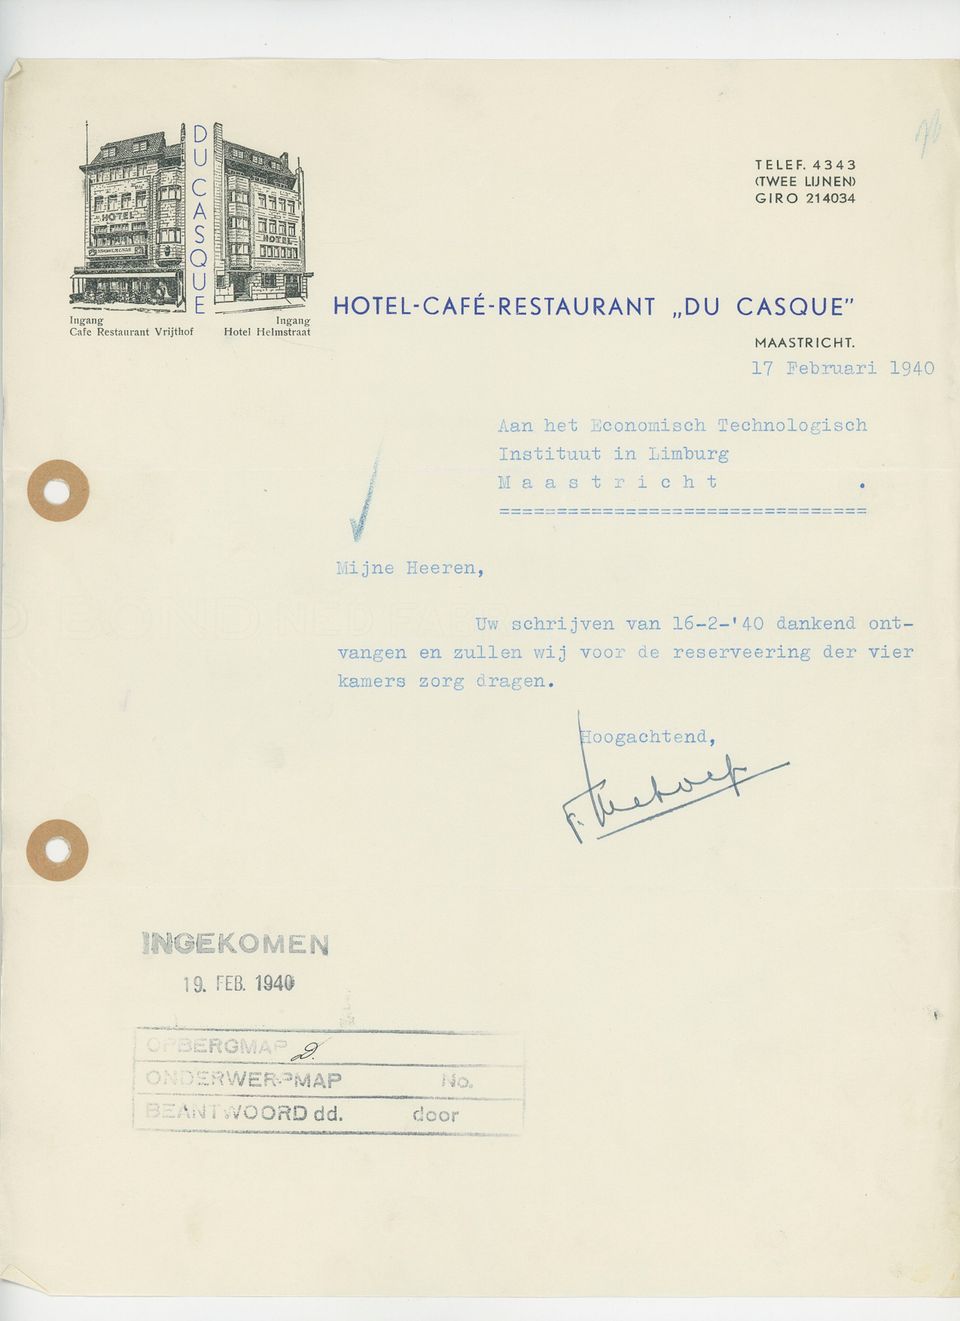 DU CASQUE
HOTEL
HOTEL
Ingang
Cafe Restaurant Vrijthof
Ingang
Hotel Helmstraat
TELEF. 4343
(TWEE LIJNEN)
GIRO 214034
HOTEL-CAFÉ-RESTAURANT „DU CASQUE”
MAASTRICHT.
17 Februari 1940
Aan het Economisch Technologisch
Instituut in Limburg
M a a s t r i c h t .
================================
Mijne Heeren,
Uw schrijven van 16-2-'40 dankend ont-
vangen en zullen wij voor de reserveering der vier
kamers zorg dragen.
Hoogachtend,
INGEKOMEN
19. FEB. 1940
OPBERGMAP D.
ONDERWERPMAP No.
BEANTWOORD dd. door